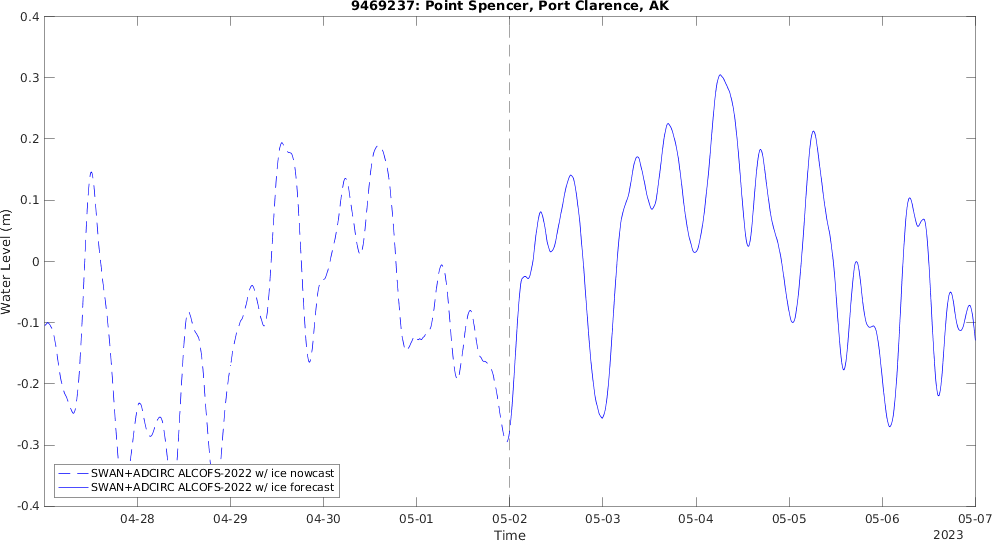 9469237: Point Spencer, Port Clarence, AK
0.4
0.3
0.2
0.1
0
-0.1
-0.2
-0.3
-0.4
Water Level (m)
SWAN+ADCIRC ALCOFS-2022 w/ ice nowcast
SWAN+ADCIRC ALCOFS-2022 w/ ice forecast
04-28 04-29 04-30 05-01 05-02 05-03 05-04 05-05 05-06 05-07
Time
2023